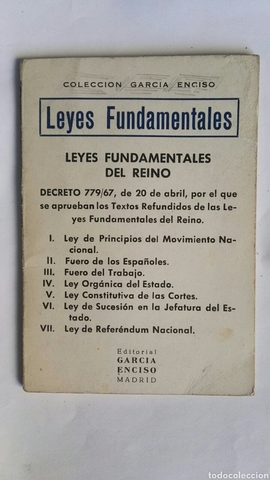 COLECCION GARCIA ENCISO
Leyes Fundamentales
LEYES FUNDAMENTALES
DEL REINO
DECRETO 779/67, de 20 de abril, por el que
se aprueban los Textos Refundidos de las Le-
yes Fundamentales del Reino.
I. Ley de Principios del Movimiento Na-
cional.
II. Fuero de los Españoles.
III. Fuero del Trabajo.
IV. Ley Orgánica del Estado.
V. Ley Constitutiva de las Cortes.
VI. Ley de Sucesión en la Jefatura del Es-
tado.
VII. Ley de Referéndum Nacional.
Editorial
GARCIA
ENCISO
MADRID
todocoleccion